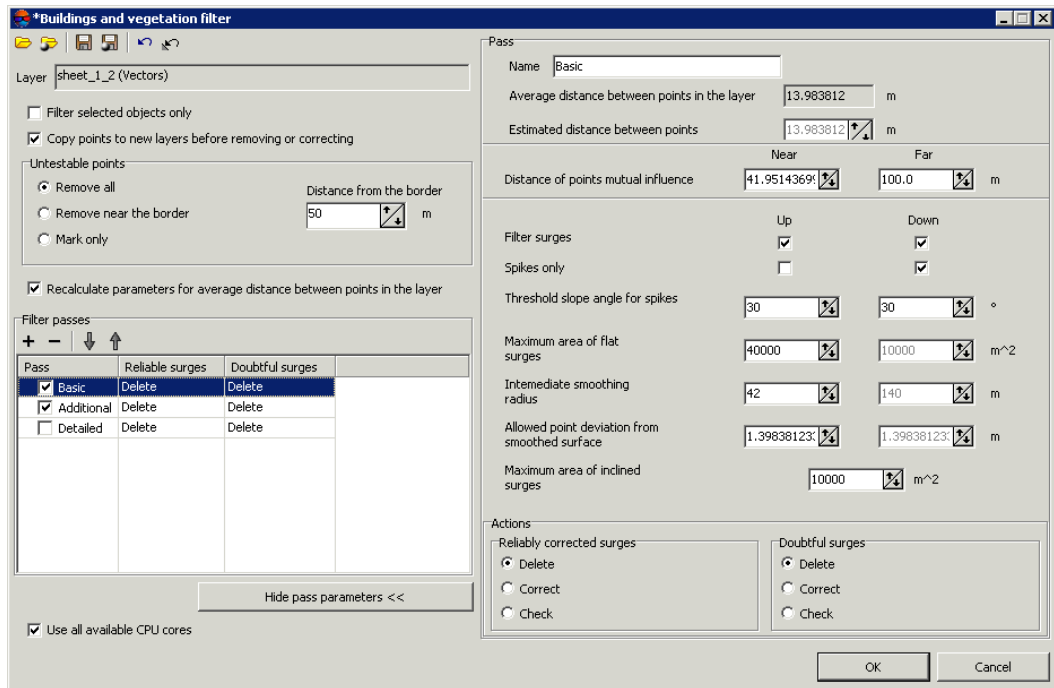 *Buildings and vegetation filter
Layer sheet_1_2 (Vectors)
Filter selected objects only
Copy points to new layers before removing or correcting
Untestable points
Remove all
Distance from the border
Remove near the border 50 m
Mark only
Recalculate parameters for average distance between points in the layer
Filter passes
Pass Reliable surges Doubtful surges
Basic Delete Delete
Additional Delete Delete
Detailed Delete Delete
Hide pass parameters <<
Use all available CPU cores
Pass
Name Basic
Average distance between points in the layer 13.983812 m
Estimated distance between points 13.983812 m
Near Far
Distance of points mutual influence 41.9514369 100.0 m
Up Down
Filter surges
Spikes only
Threshold slope angle for spikes 30 30 °
Maximum area of flat
surges 40000 10000 m^2
Intemediate smoothing
radius 42 140 m
Allowed point deviation from
smoothed surface 1.39838123 1.39838123 m
Maximum area of inclined
surges 10000 m^2
Actions
Reliably corrected surges
Delete
Correct
Check
Doubtful surges
Delete
Correct
Check
OK Cancel